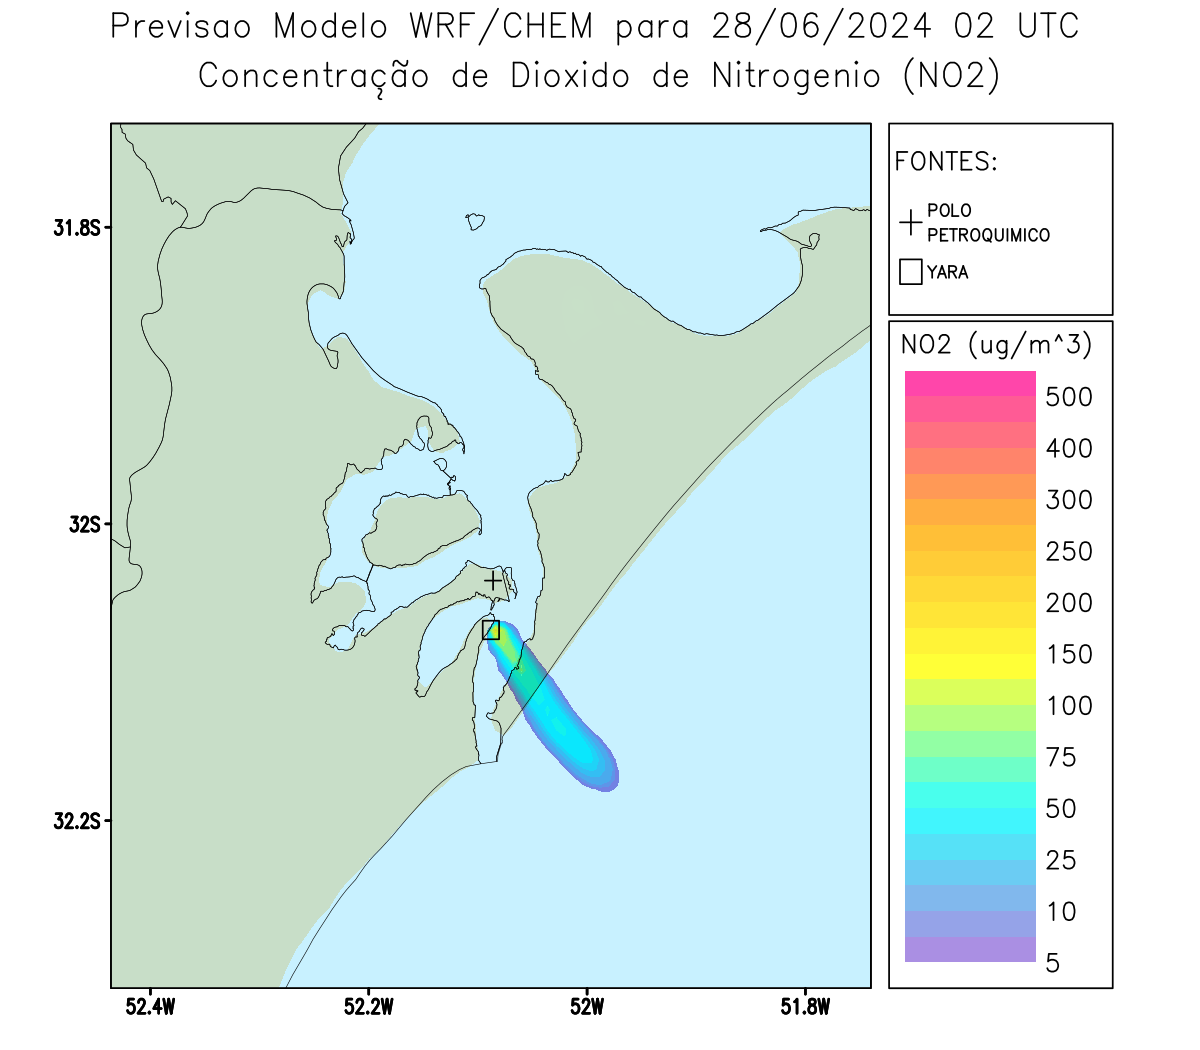 Previsao Modelo WRF/CHEM para 28/06/2024 02 UTC
Concentração de Dioxido de Nitrogenio (NO2)
FONTES:
POLO
PETROQUIMICO
YARA
NO2 (ug/m^3)
500
400
300
250
200
150
100
75
50
25
10
5
31.8S
32S
32.2S
52.4W
52.2W
52W
51.8W